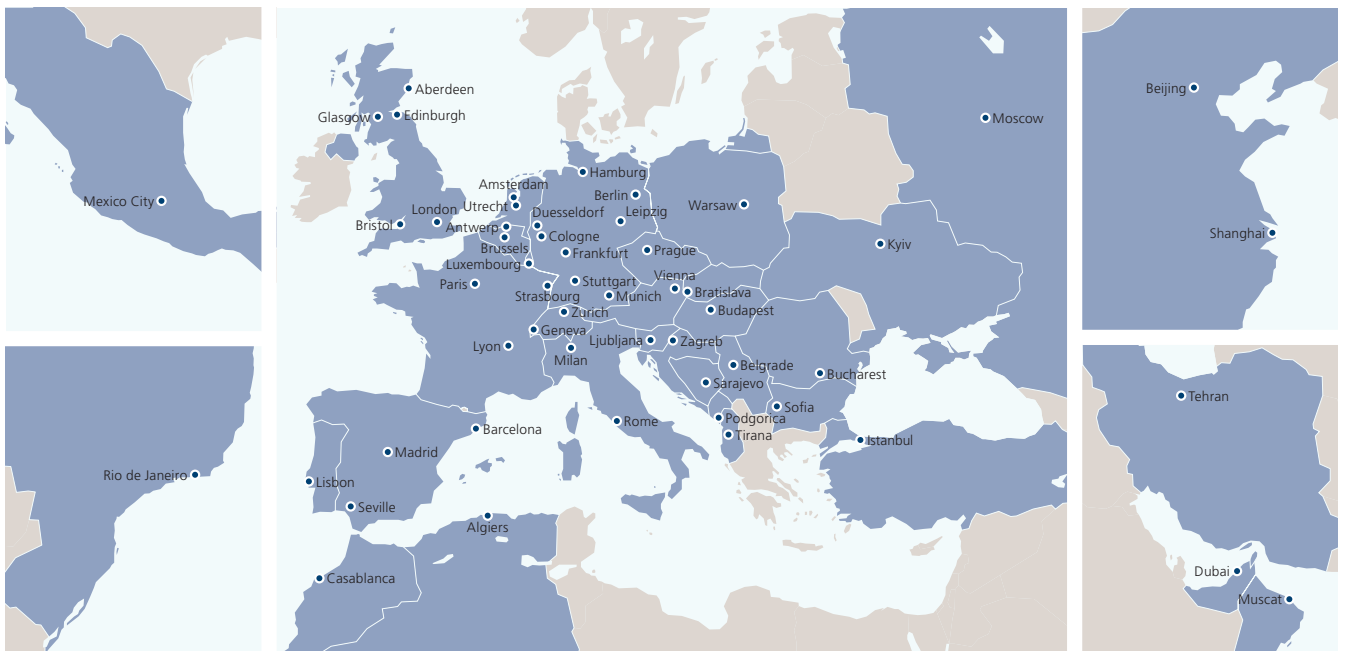 Mexico City
Rio de Janeiro
Aberdeen
Glasgow
Edinburgh
Moscow
Hamburg
Amsterdam
Berlin
Utrecht
Warsaw
London
Duesseldorf
Leipzig
Bristol
Antwerp
Cologne
Kyiv
Brussels
Frankfurt
Prague
Luxembourg
Vienna
Paris
Stuttgart
Strasbourg
Munich
Bratislava
Zurich
Budapest
Geneva
Lyon
Ljubljana
Zagreb
Milan
Belgrade
Bucharest
Sarajevo
Sofia
Podgorica
Rome
Barcelona
Tirana
Istanbul
Madrid
Lisbon
Seville
Algiers
Casablanca
Beijing
Shanghai
Tehran
Dubai
Muscat